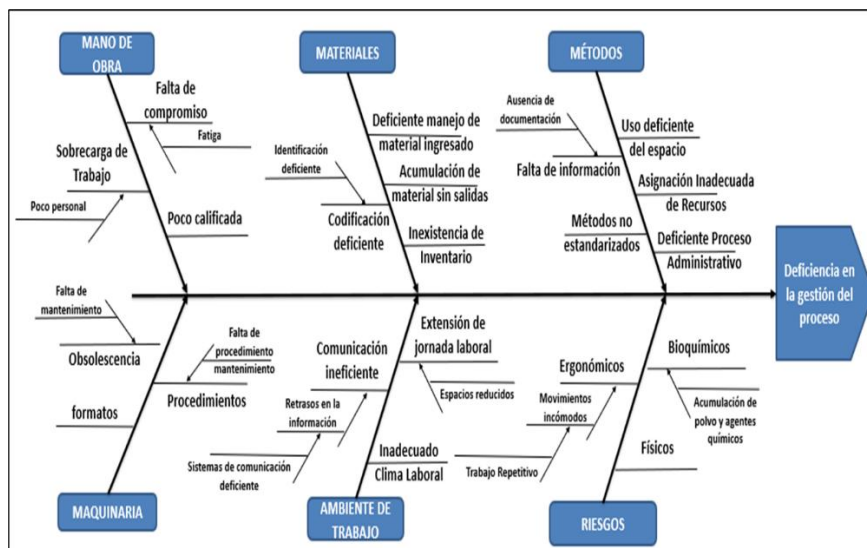 MANO DE
OBRA
MATERIALES
MÉTODOS
Falta de
compromiso
Fatiga
Sobrecarga de
Trabajo
Poco personal
Poco calificada
Deficiente manejo de
material ingresado
Identificación
deficiente
Acumulación de
material sin salidas
Codificación
deficiente
Inexistencia de
Inventario
Ausencia de
documentación
Uso deficiente
del espacio
Falta de información
Asignación Inadecuada
de Recursos
Métodos no
estandarizados
Deficiente Proceso
Administrativo
Deficiencia en
la gestión del
proceso
Falta de
mantenimiento
Obsolescencia
Falta de
procedimiento
mantenimiento
Procedimientos
formatos
Extensión de
jornada laboral
Comunicación
ineficiente
Espacios reducidos
Retrasos en la
información
Sistemas de comunicación
deficiente
Inadecuado
Clima Laboral
Bioquímicos
Ergonómicos
Movimientos
incómodos
Acumulación de
polvo y agentes
químicos
Trabajo Repetitivo
Físicos
MAQUINARIA
AMBIENTE DE
TRABAJO
RIESGOS